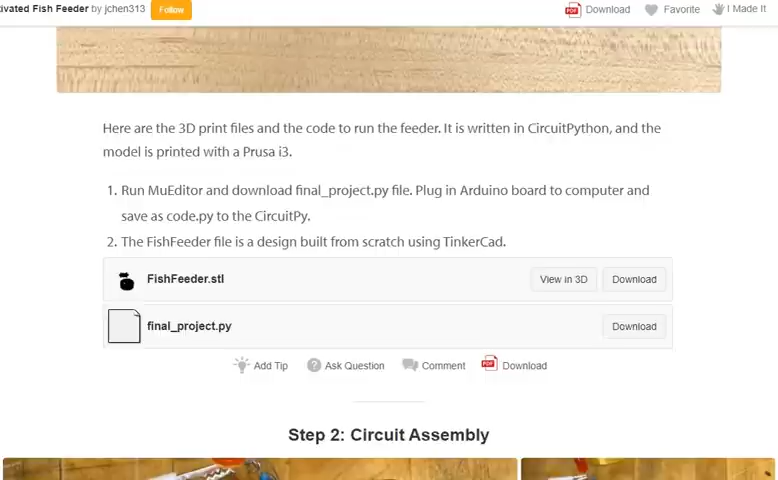 tivated Fish Feeder by jchen313 Follow PDF Download Favorite I Made It
Here are the 3D print files and the code to run the feeder. It is written in CircuitPython, and the
model is printed with a Prusa i3.
1. Run MuEditor and download final_project.py file. Plug in Arduino board to computer and
save as code.py to the CircuitPy.
2. The FishFeeder file is a design built from scratch using TinkerCad.
FishFeeder.stl View in 3D Download
final_project.py Download
Add Tip ? Ask Question Comment PDF Download
Step 2: Circuit Assembly